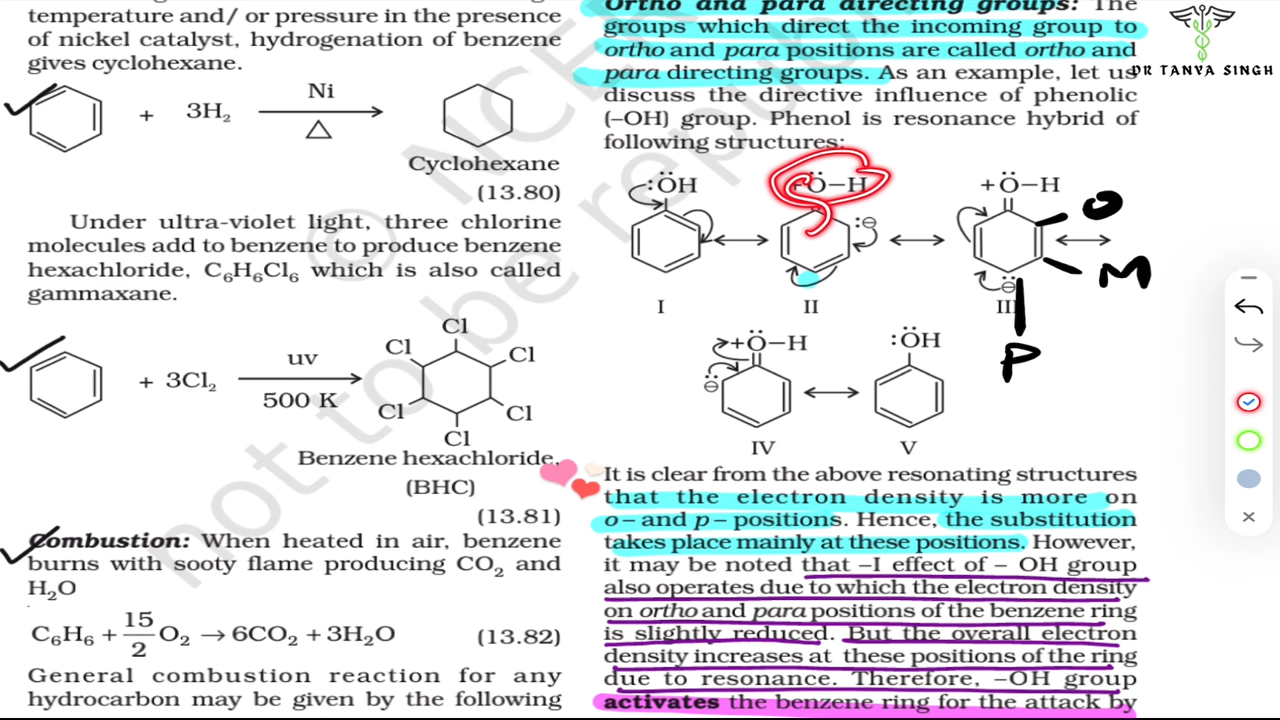 temperature and/ or pressure in the presence
of nickel catalyst, hydrogenation of benzene
gives cyclohexane.
+ 3H₂ Ni △
Cyclohexane
(13.80)
Under ultra-violet light, three chlorine
molecules add to benzene to produce benzene
hexachloride, C₆H₆Cl₆ which is also called
gammaxane.
+ 3Cl₂ uv 500 K
Cl
Cl Cl
Cl Cl
Cl
Benzene hexachloride,
(BHC)
(13.81)
Combustion: When heated in air, benzene
burns with sooty flame producing CO₂ and
H₂O
C₆H₆ + 15/2 O₂ → 6CO₂ + 3H₂O (13.82)
General combustion reaction for any
hydrocarbon may be given by the following
Ortho and para directing groups: The
groups which direct the incoming group to
ortho and para positions are called ortho and
para directing groups. As an example, let us
discuss the directive influence of phenolic
(–OH) group. Phenol is resonance hybrid of
following structures:
:ÖH +Ö–H +Ö–H
:⊖
O
M
:⊖
I II III
P
+Ö–H :ÖH
:⊖
IV V
It is clear from the above resonating structures
that the electron density is more on
o – and p – positions. Hence, the substitution
takes place mainly at these positions. However,
it may be noted that –I effect of – OH group
also operates due to which the electron density
on ortho and para positions of the benzene ring
is slightly reduced. But the overall electron
density increases at these positions of the ring
due to resonance. Therefore, –OH group
activates the benzene ring for the attack by
DR TANYA SINGH
not to be republ
© NCE